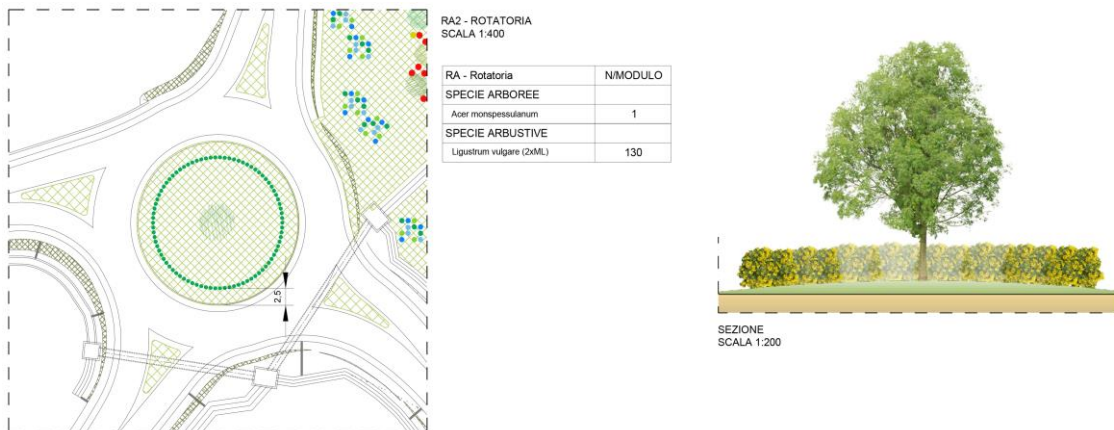 RA2 - ROTATORIA
SCALA 1:400
RA - Rotatoria N/MODULO
SPECIE ARBOREE
Acer monspessulanum 1
SPECIE ARBUSTIVE
Ligustrum vulgare (2xML) 130
2.5
SEZIONE
SCALA 1:200